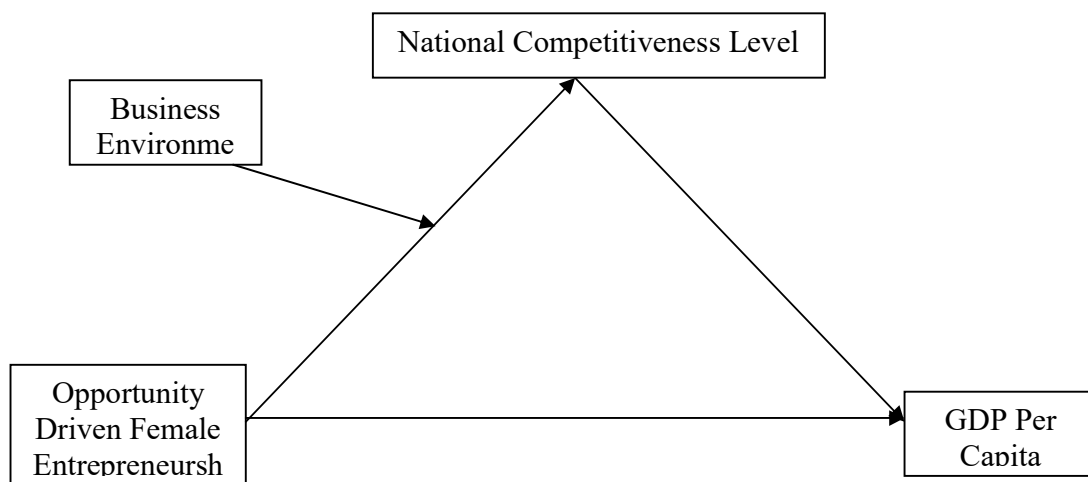 National Competitiveness Level
Business
Environme
Opportunity
Driven Female
Entrepreneursh
GDP Per
Capita